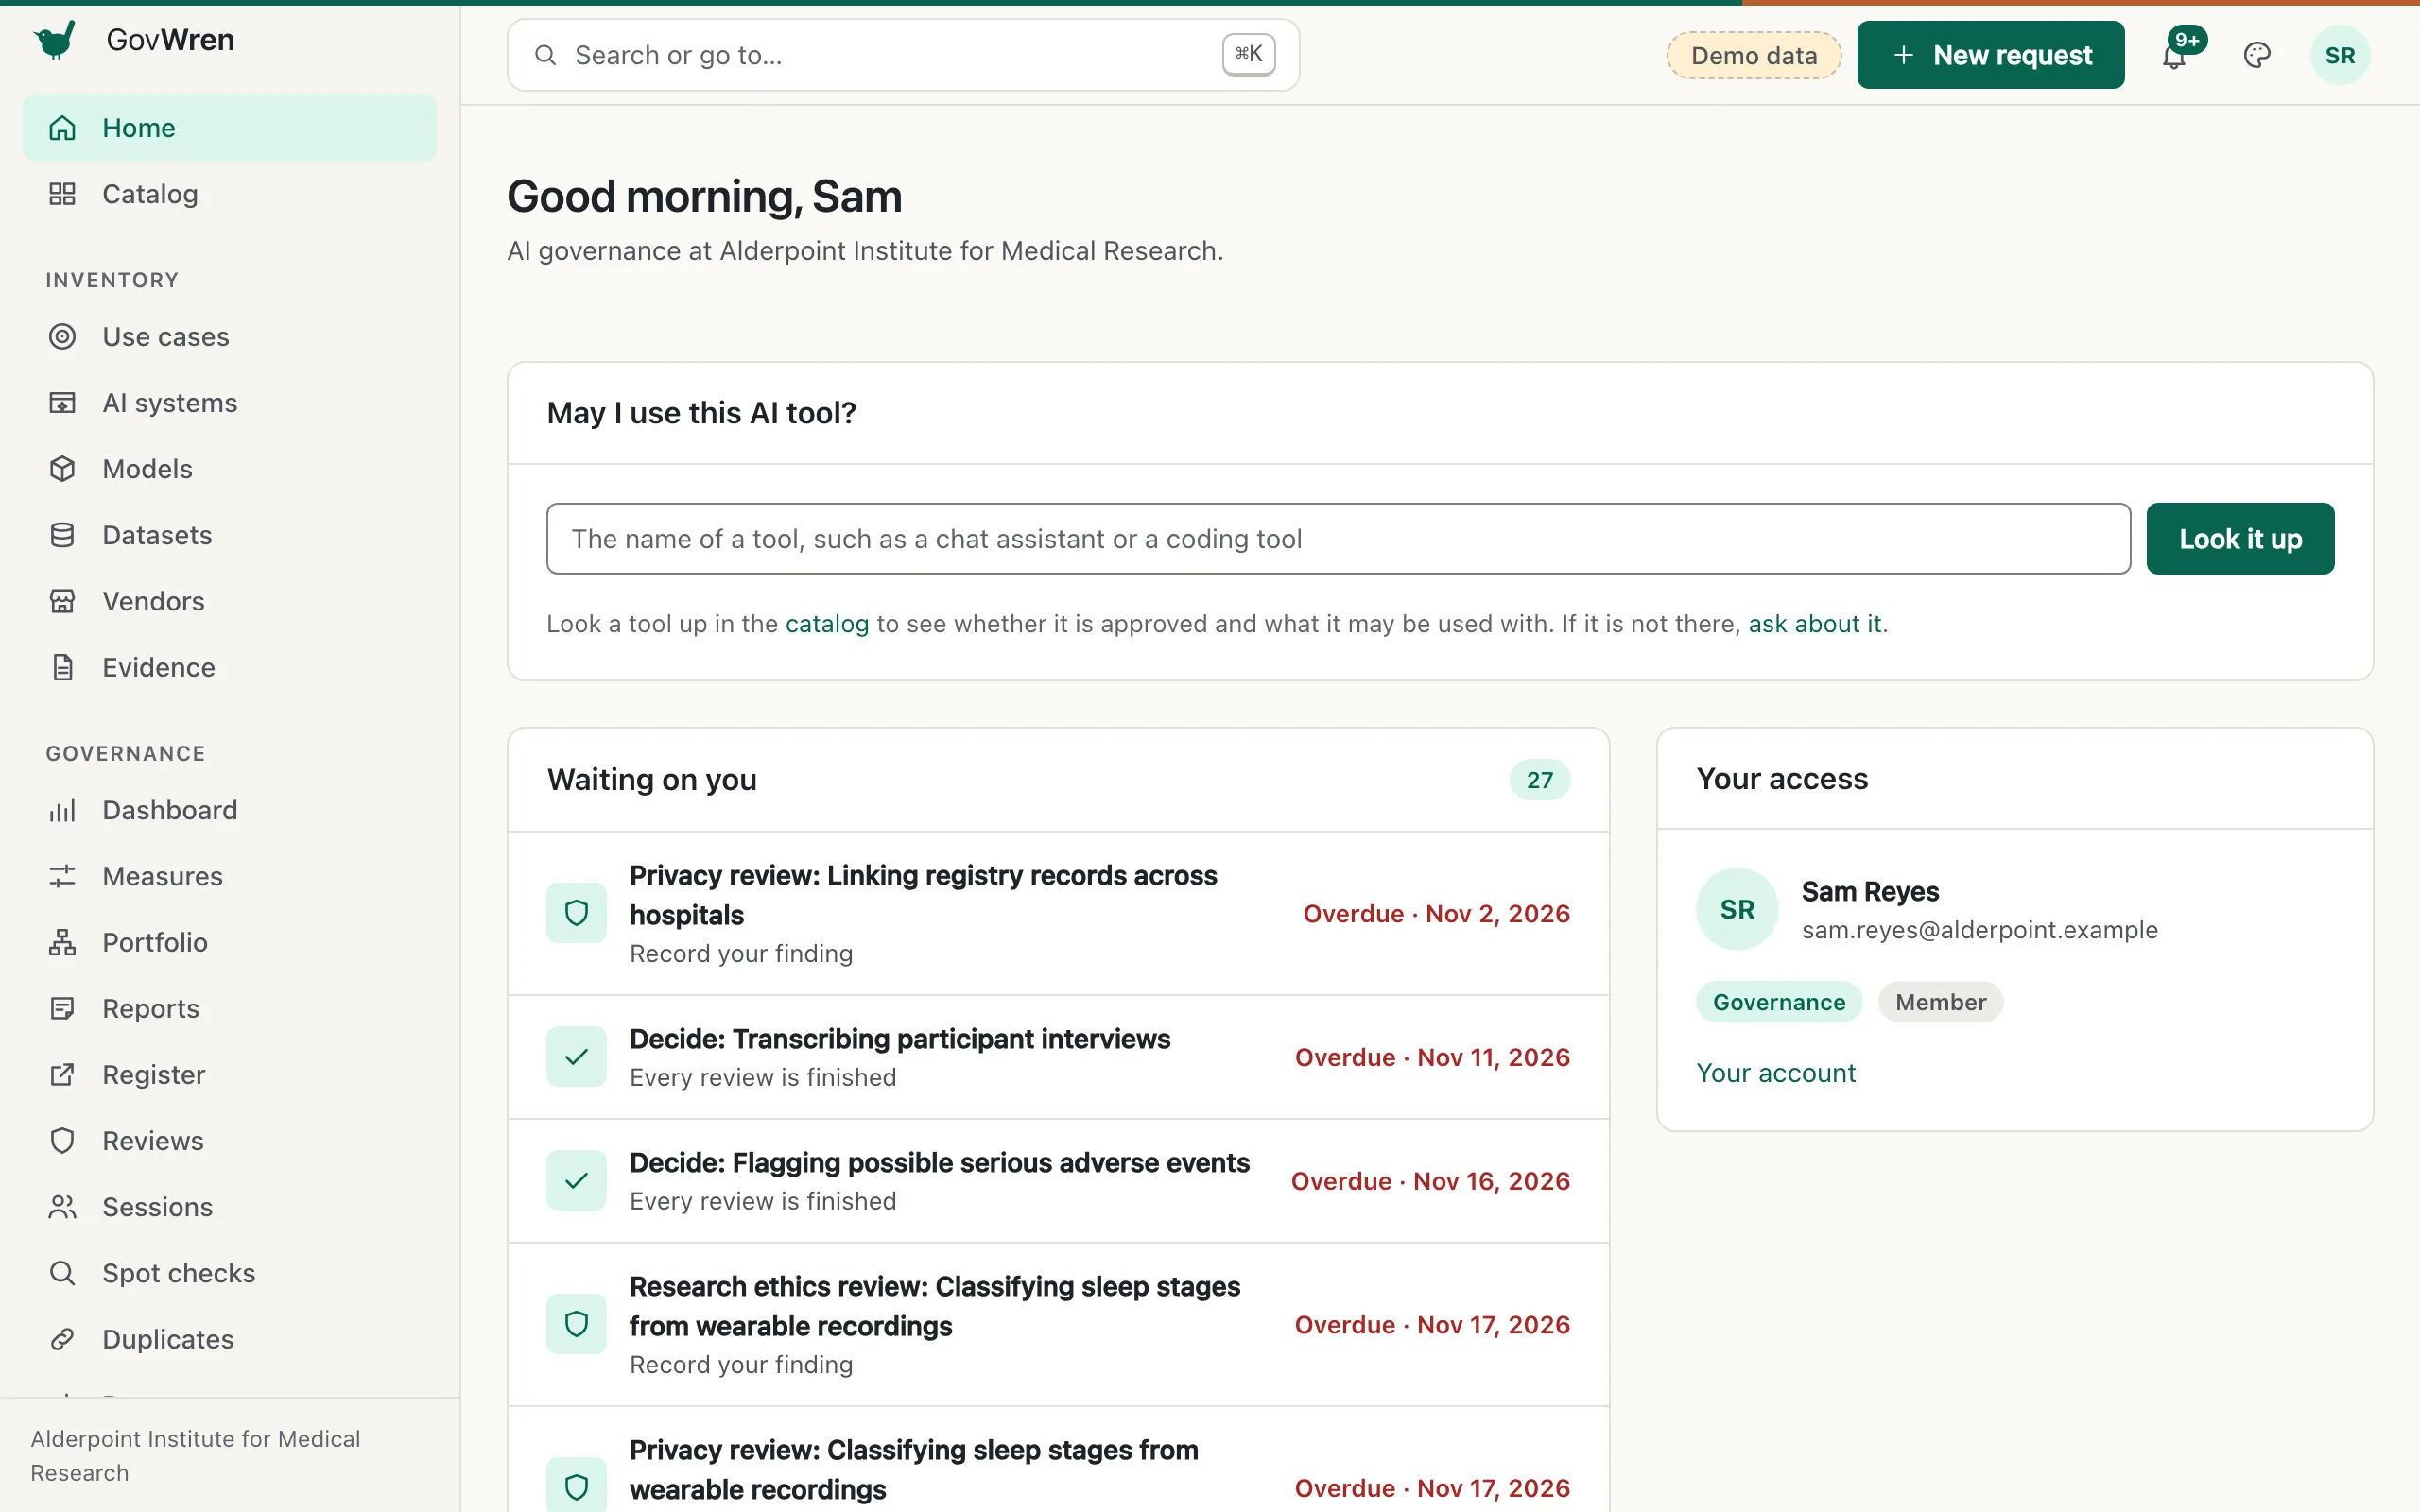 GovWren
Search or go to...
⌘K
Demo data
+ New request
9+
SR
Home
Catalog
INVENTORY
Use cases
AI systems
Models
Datasets
Vendors
Evidence
GOVERNANCE
Dashboard
Measures
Portfolio
Reports
Register
Reviews
Sessions
Spot checks
Duplicates
Alderpoint Institute for Medical
Research
Good morning, Sam
AI governance at Alderpoint Institute for Medical Research.
May I use this AI tool?
The name of a tool, such as a chat assistant or a coding tool
Look it up
Look a tool up in the catalog to see whether it is approved and what it may be used with. If it is not there, ask about it.
Waiting on you
27
Privacy review: Linking registry records across
hospitals
Record your finding
Overdue · Nov 2, 2026
Decide: Transcribing participant interviews
Every review is finished
Overdue · Nov 11, 2026
Decide: Flagging possible serious adverse events
Every review is finished
Overdue · Nov 16, 2026
Research ethics review: Classifying sleep stages
from wearable recordings
Record your finding
Overdue · Nov 17, 2026
Privacy review: Classifying sleep stages from
wearable recordings
Overdue · Nov 17, 2026
Your access
SR
Sam Reyes
sam.reyes@alderpoint.example
Governance
Member
Your account